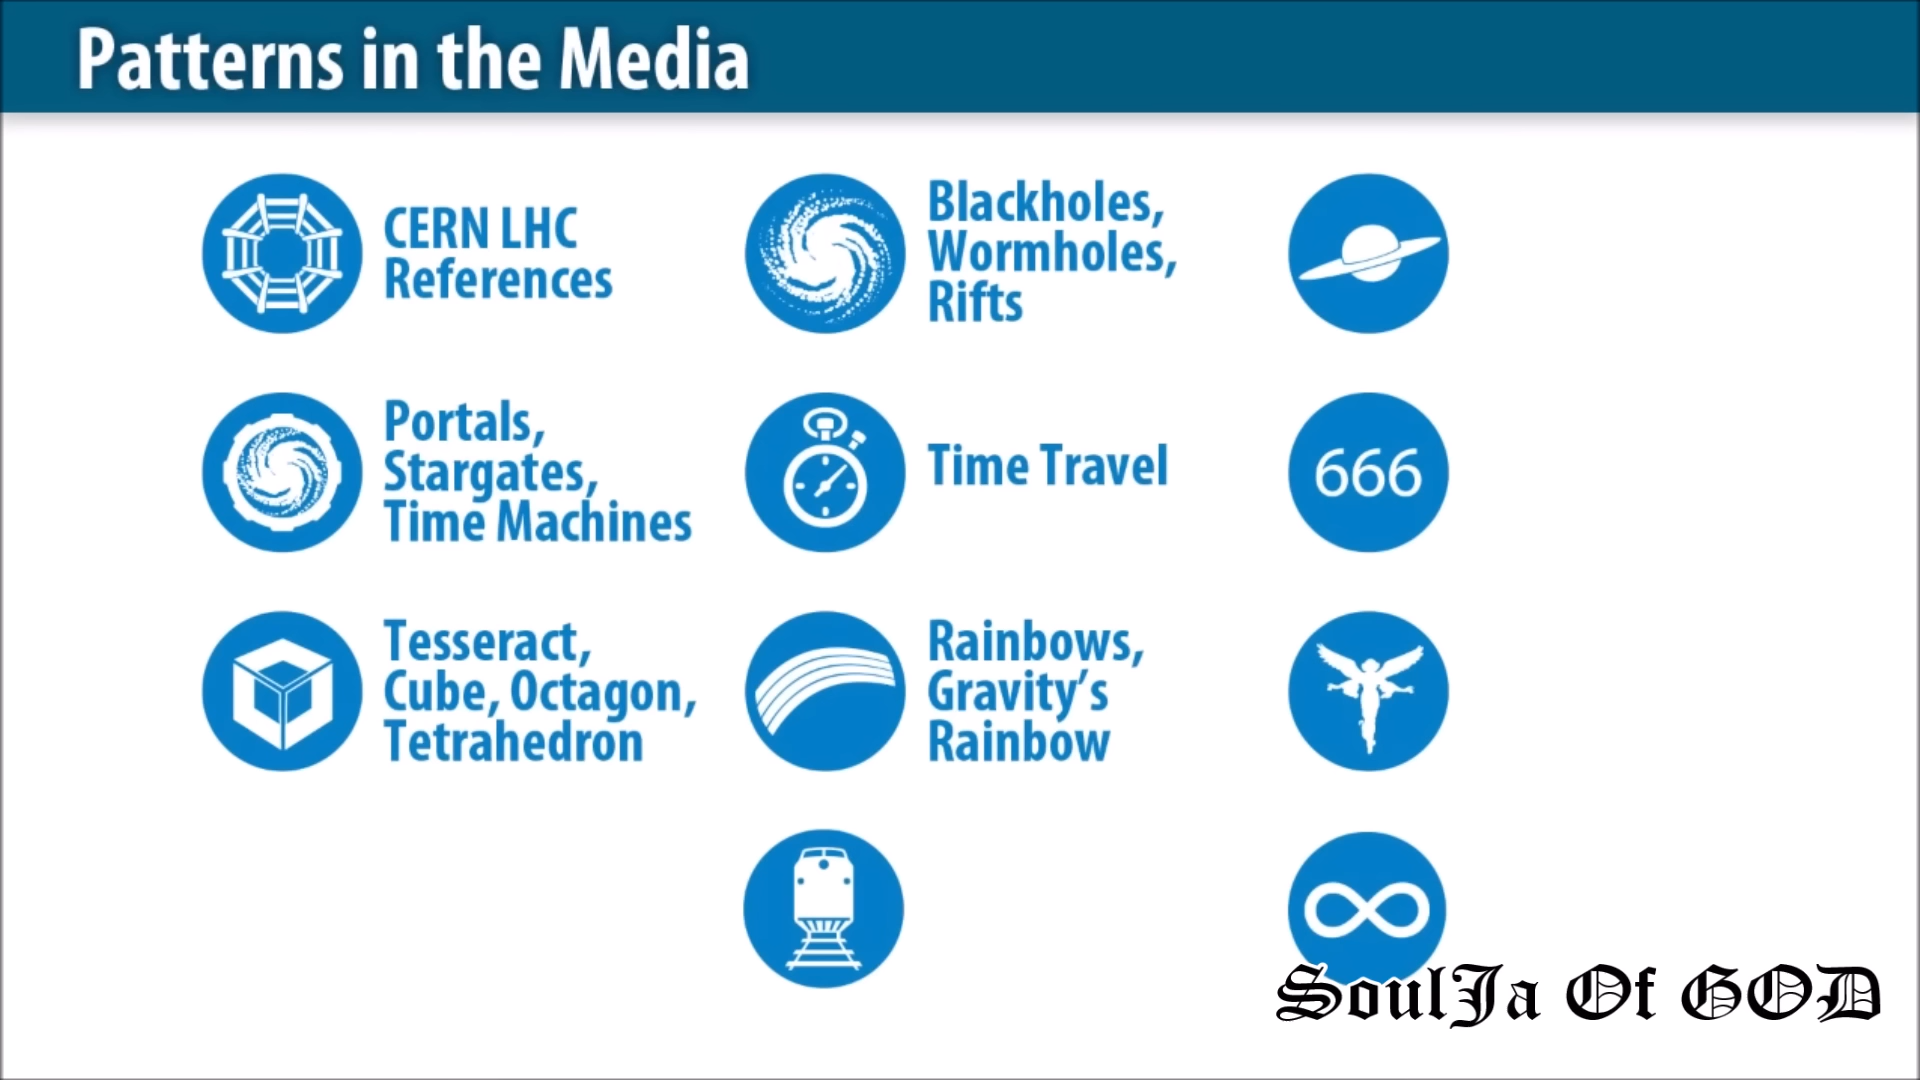 Patterns in the Media
CERN LHC
References
Blackholes,
Wormholes,
Rifts
Portals,
Stargates,
Time Machines
Time Travel
666
Tesseract,
Cube, Octagon,
Tetrahedron
Rainbows,
Gravity's
Rainbow
SoulJa Of GOD